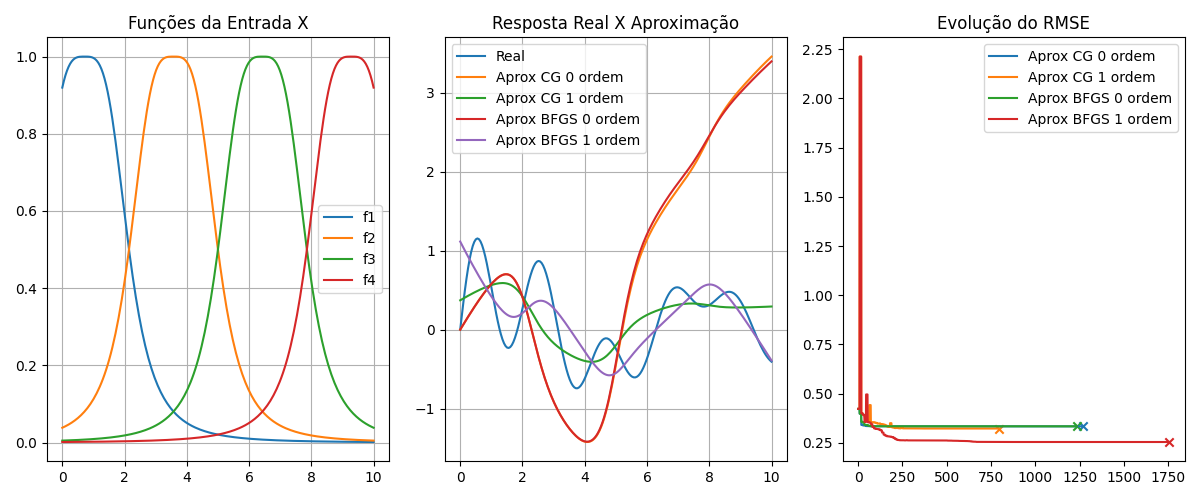 Funções da Entrada X
1.0
0.8
0.6
0.4
0.2
0.0
0 2 4 6 8 10
f1
f2
f3
f4
Resposta Real X Aproximação
Real
Aprox CG 0 ordem
Aprox CG 1 ordem
Aprox BFGS 0 ordem
Aprox BFGS 1 ordem
3
2
1
0
−1
0 2 4 6 8 10
Evolução do RMSE
Aprox CG 0 ordem
Aprox CG 1 ordem
Aprox BFGS 0 ordem
Aprox BFGS 1 ordem
2.25
2.00
1.75
1.50
1.25
1.00
0.75
0.50
0.25
0 250 500 750 1000 1250 1500 1750